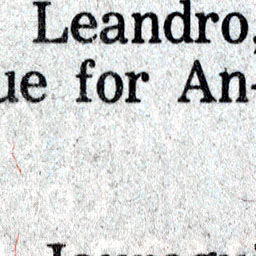 Leandro,
ue for An-